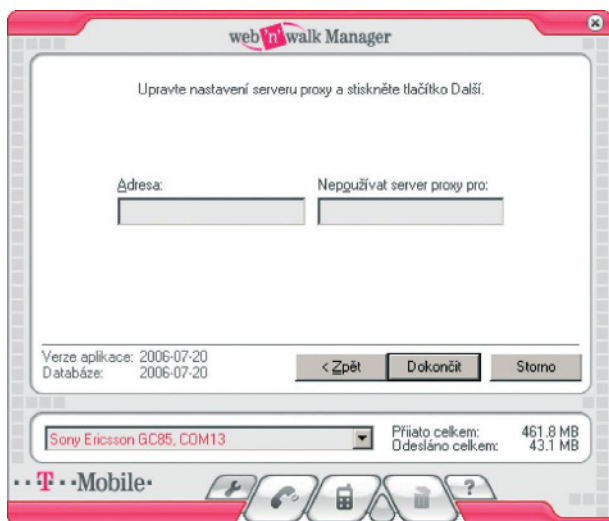 web'n'walk Manager
Upravte nastavení serveru proxy a stiskněte tlačítko Další.
Adresa:
Nepoužívat server proxy pro:
Verze aplikace: 2006-07-20
Databáze: 2006-07-20
< Zpět
Dokončit
Storno
Sony Ericsson GC85, COM13
Přijato celkem: 461.8 MB
Odesláno celkem: 43.1 MB
··T··Mobile·
?